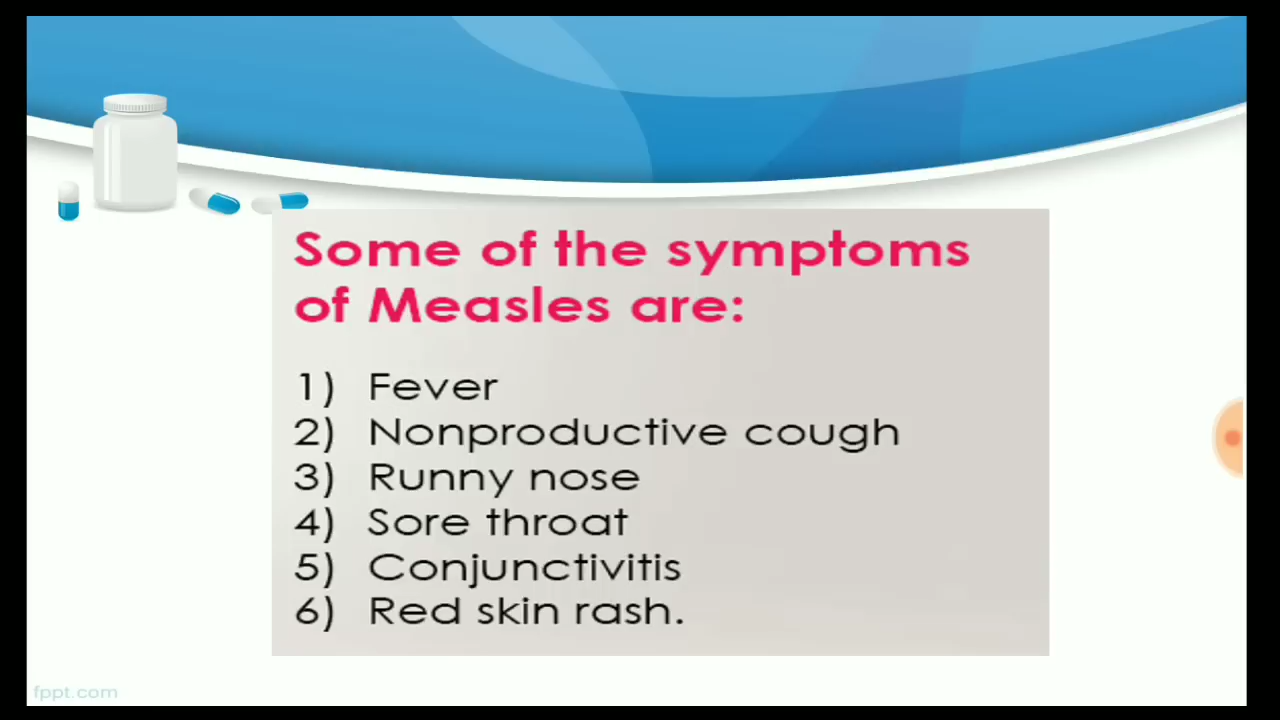 Some of the symptoms
of Measles are:
1) Fever
2) Nonproductive cough
3) Runny nose
4) Sore throat
5) Conjunctivitis
6) Red skin rash.
fppt.com